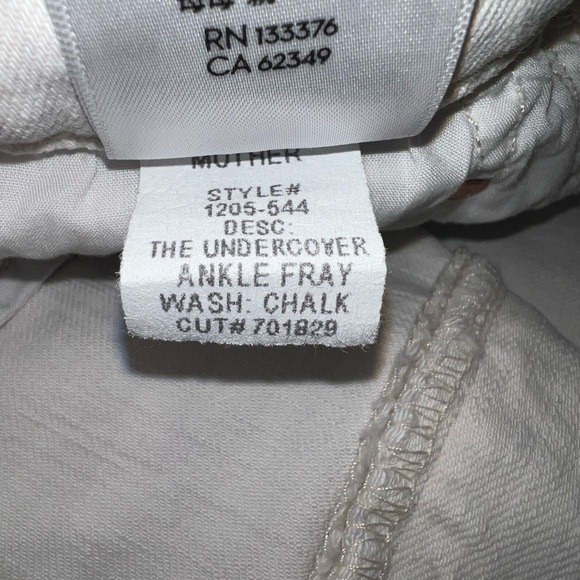 RN 133376
CA 62349
MOTHER
STYLE#
1205-544
DESC:
THE UNDERCOVER
ANKLE FRAY
WASH: CHALK
CUT# 701829